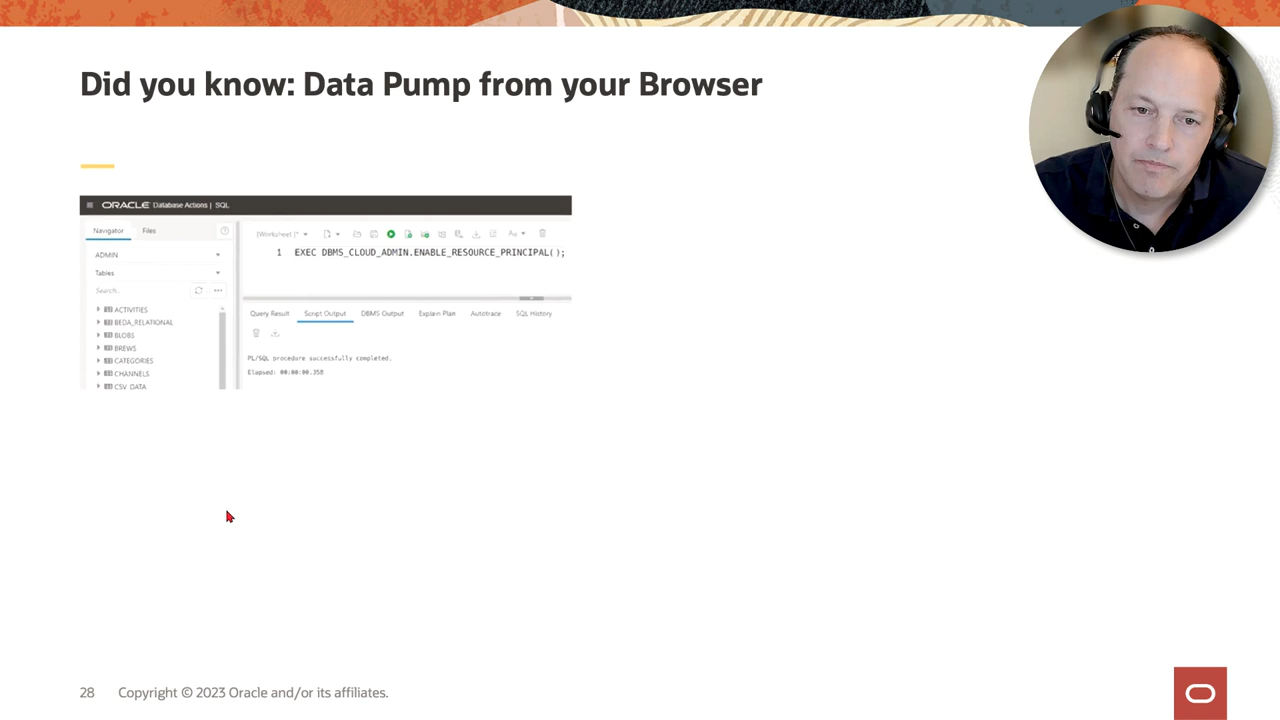 Did you know: Data Pump from your Browser
ORACLE Database Actions | SQL
Navigator Files
[Worksheet]* Aa
ADMIN
1 EXEC DBMS_CLOUD_ADMIN.ENABLE_RESOURCE_PRINCIPAL();
Tables
Search...
ACTIVITIES
BEDA_RELATIONAL
BLOBS
BREWS
CATEGORIES
CHANNELS
CSV_DATA
Query Result Script Output DBMS Output Explain Plan Autotrace SQL History
PL/SQL procedure successfully completed.
Elapsed: 00:00:00.358
28 Copyright © 2023 Oracle and/or its affiliates.